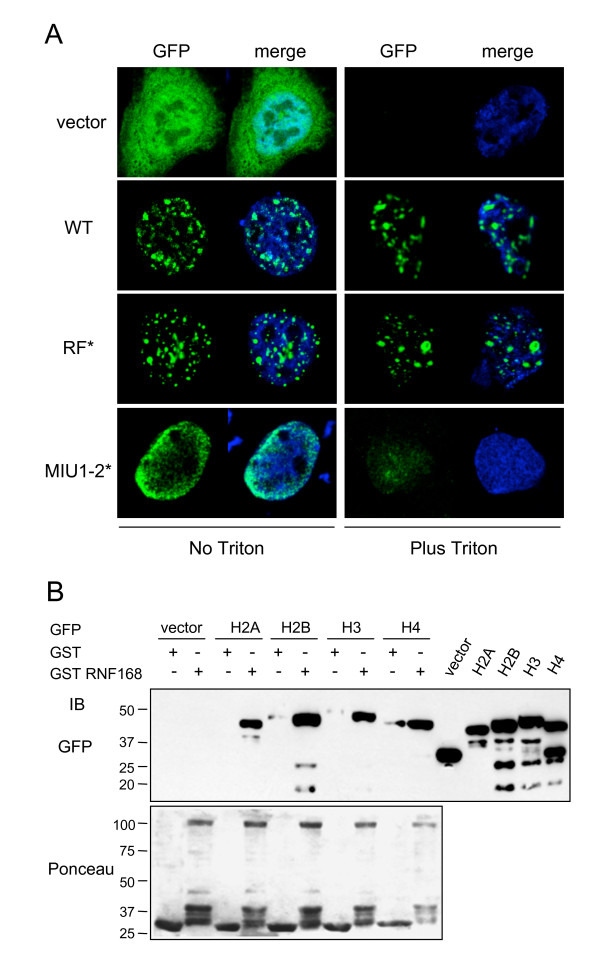 A
GFP merge GFP merge
vector
WT
RF*
MIU1-2*
No Triton Plus Triton
B
GFP vector H2A H2B H3 H4
GST + - + - + - + - + -
GST RNF168 - + - + - + - + - +
vector H2A H2B H3 H4
IB
GFP
50
37
25
20
Ponceau
100
75
50
37
25